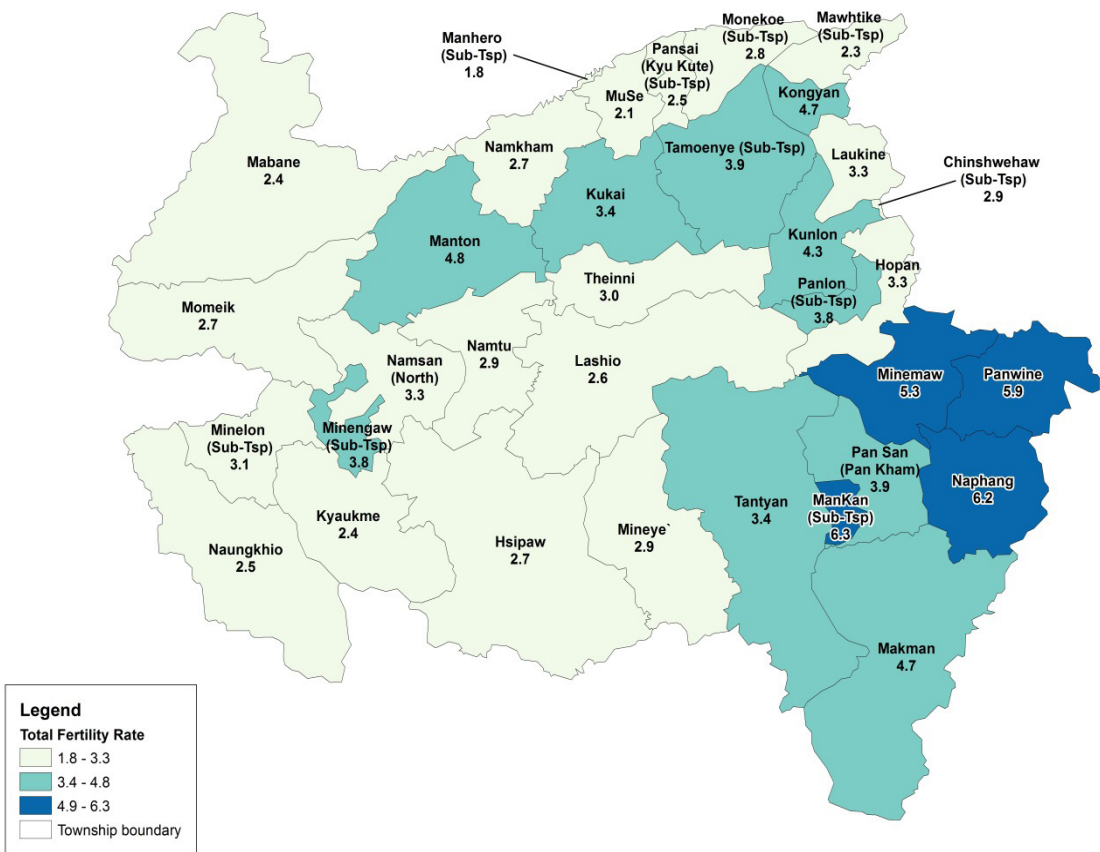 Manhero
(Sub-Tsp)
1.8
Pansai
(Kyu Kute)
(Sub-Tsp)
2.5
Monekoe
(Sub-Tsp)
2.8
Mawhtike
(Sub-Tsp)
2.3
MuSe
2.1
Kongyan
4.7
Mabane
2.4
Namkham
2.7
Tamoenye (Sub-Tsp)
3.9
Laukine
3.3
Chinshwehaw
(Sub-Tsp)
2.9
Kukai
3.4
Manton
4.8
Kunlon
4.3
Hopan
3.3
Theinni
3.0
Panlon
(Sub-Tsp)
3.8
Momeik
2.7
Namtu
2.9
Lashio
2.6
Namsan
(North)
3.3
Minemaw
5.3
Panwine
5.9
Minelon
(Sub-Tsp)
3.1
Minengaw
(Sub-Tsp)
3.8
Pan San
(Pan Kham)
3.9
Naphang
6.2
ManKan
(Sub-Tsp)
6.3
Tantyan
3.4
Kyaukme
2.4
Hsipaw
2.7
Mineye`
2.9
Naungkhio
2.5
Makman
4.7
Legend
Total Fertility Rate
1.8 - 3.3
3.4 - 4.8
4.9 - 6.3
Township boundary